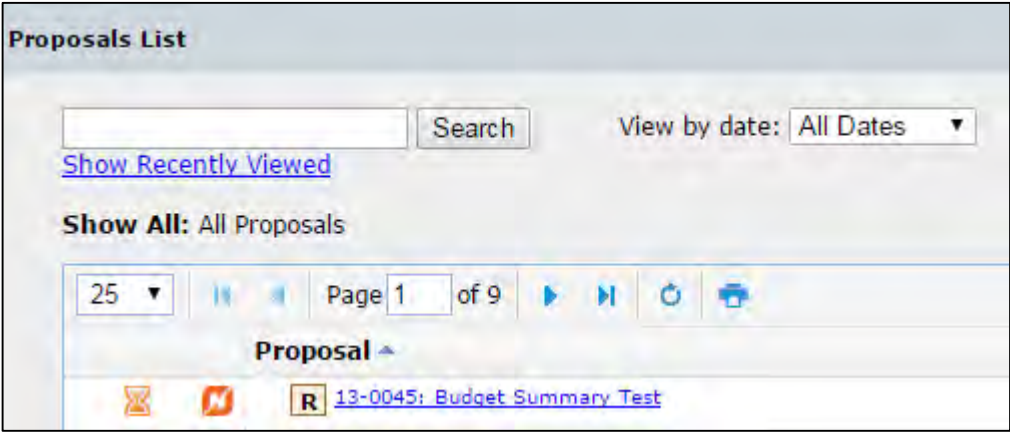 Proposals List
Search View by date: All Dates
Show Recently Viewed
Show All: All Proposals
25 Page 1 of 9
Proposal
R 13-0045: Budget Summary Test